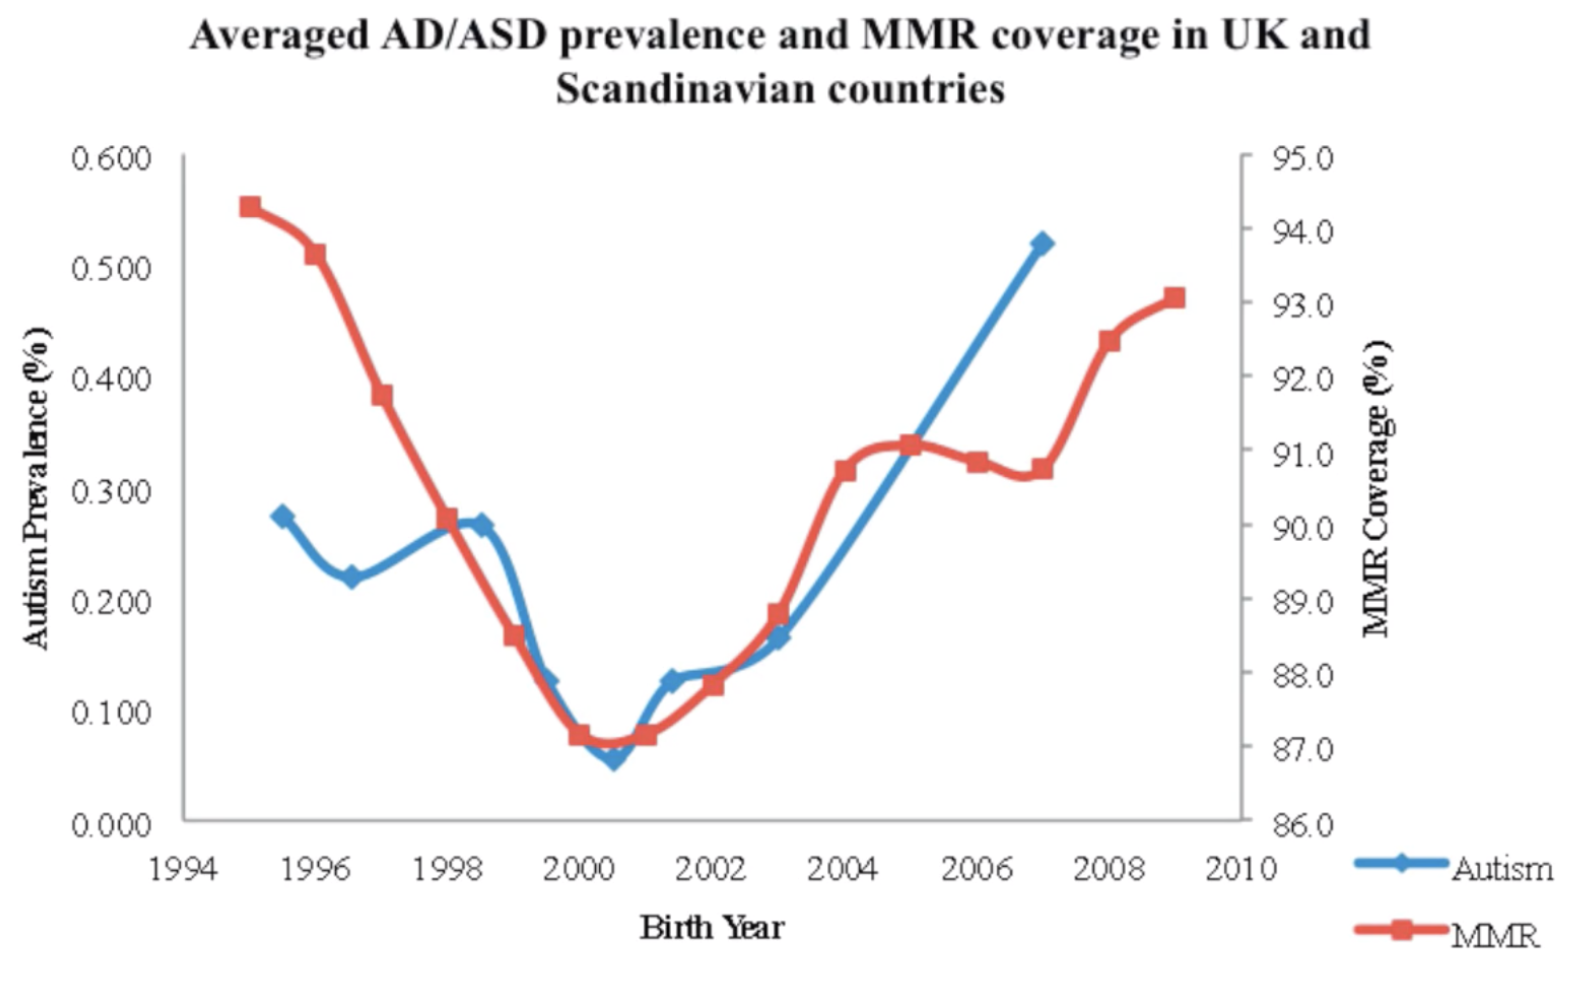 Averaged AD/ASD prevalence and MMR coverage in UK and
Scandinavian countries
0.600
0.500
0.400
0.300
0.200
0.100
0.000
Autism Prevalence (%)
95.0
94.0
93.0
92.0
91.0
90.0
89.0
88.0
87.0
86.0
MMR Coverage (%)
1994 1996 1998 2000 2002 2004 2006 2008 2010
Birth Year
Autism
MMR